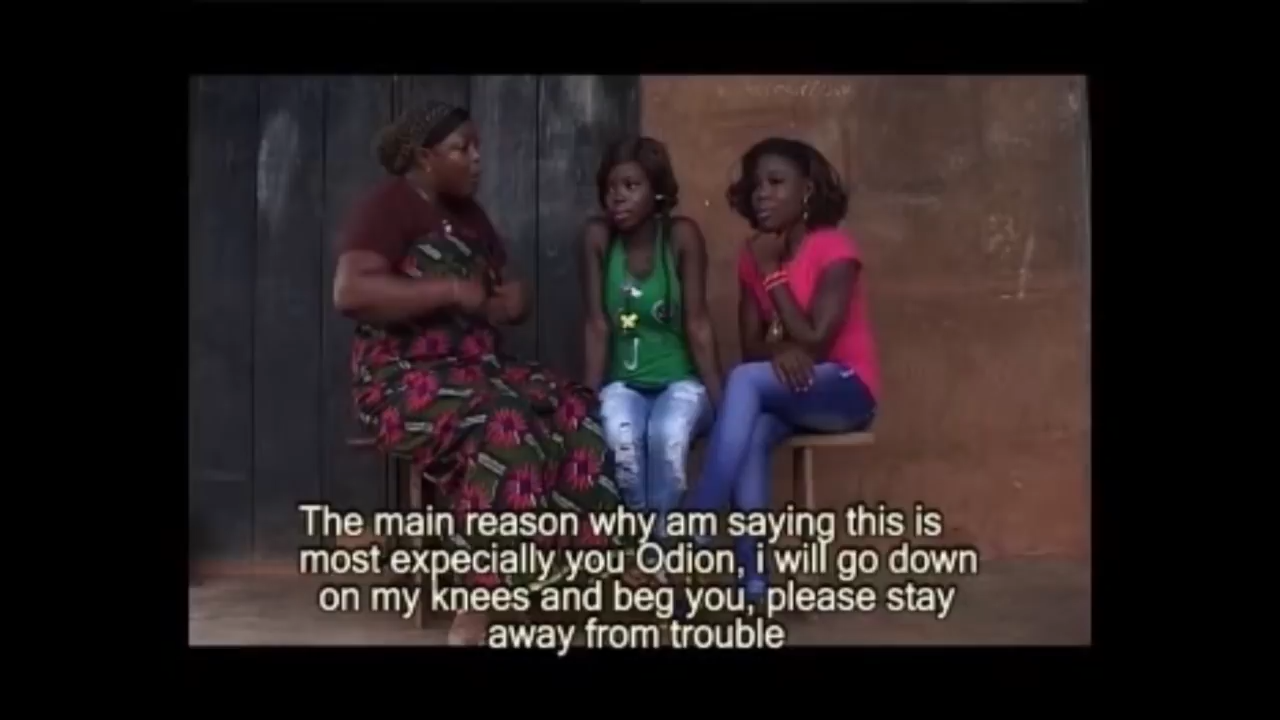 The main reason why am saying this is
most expecially you Odion, i will go down
on my knees and beg you, please stay
away from trouble